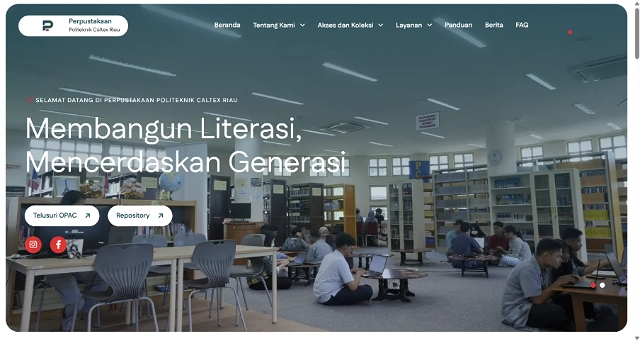 Perpustakaan
Politeknik Caltex Riau
Beranda
Tentang Kami
Akses dan Koleksi
Layanan
Panduan
Berita
FAQ
SELAMAT DATANG DI PERPUSTAKAAN POLITEKNIK CALTEX RIAU
Membangun Literasi,
Mencerdaskan Generasi
Telusuri OPAC
Repository